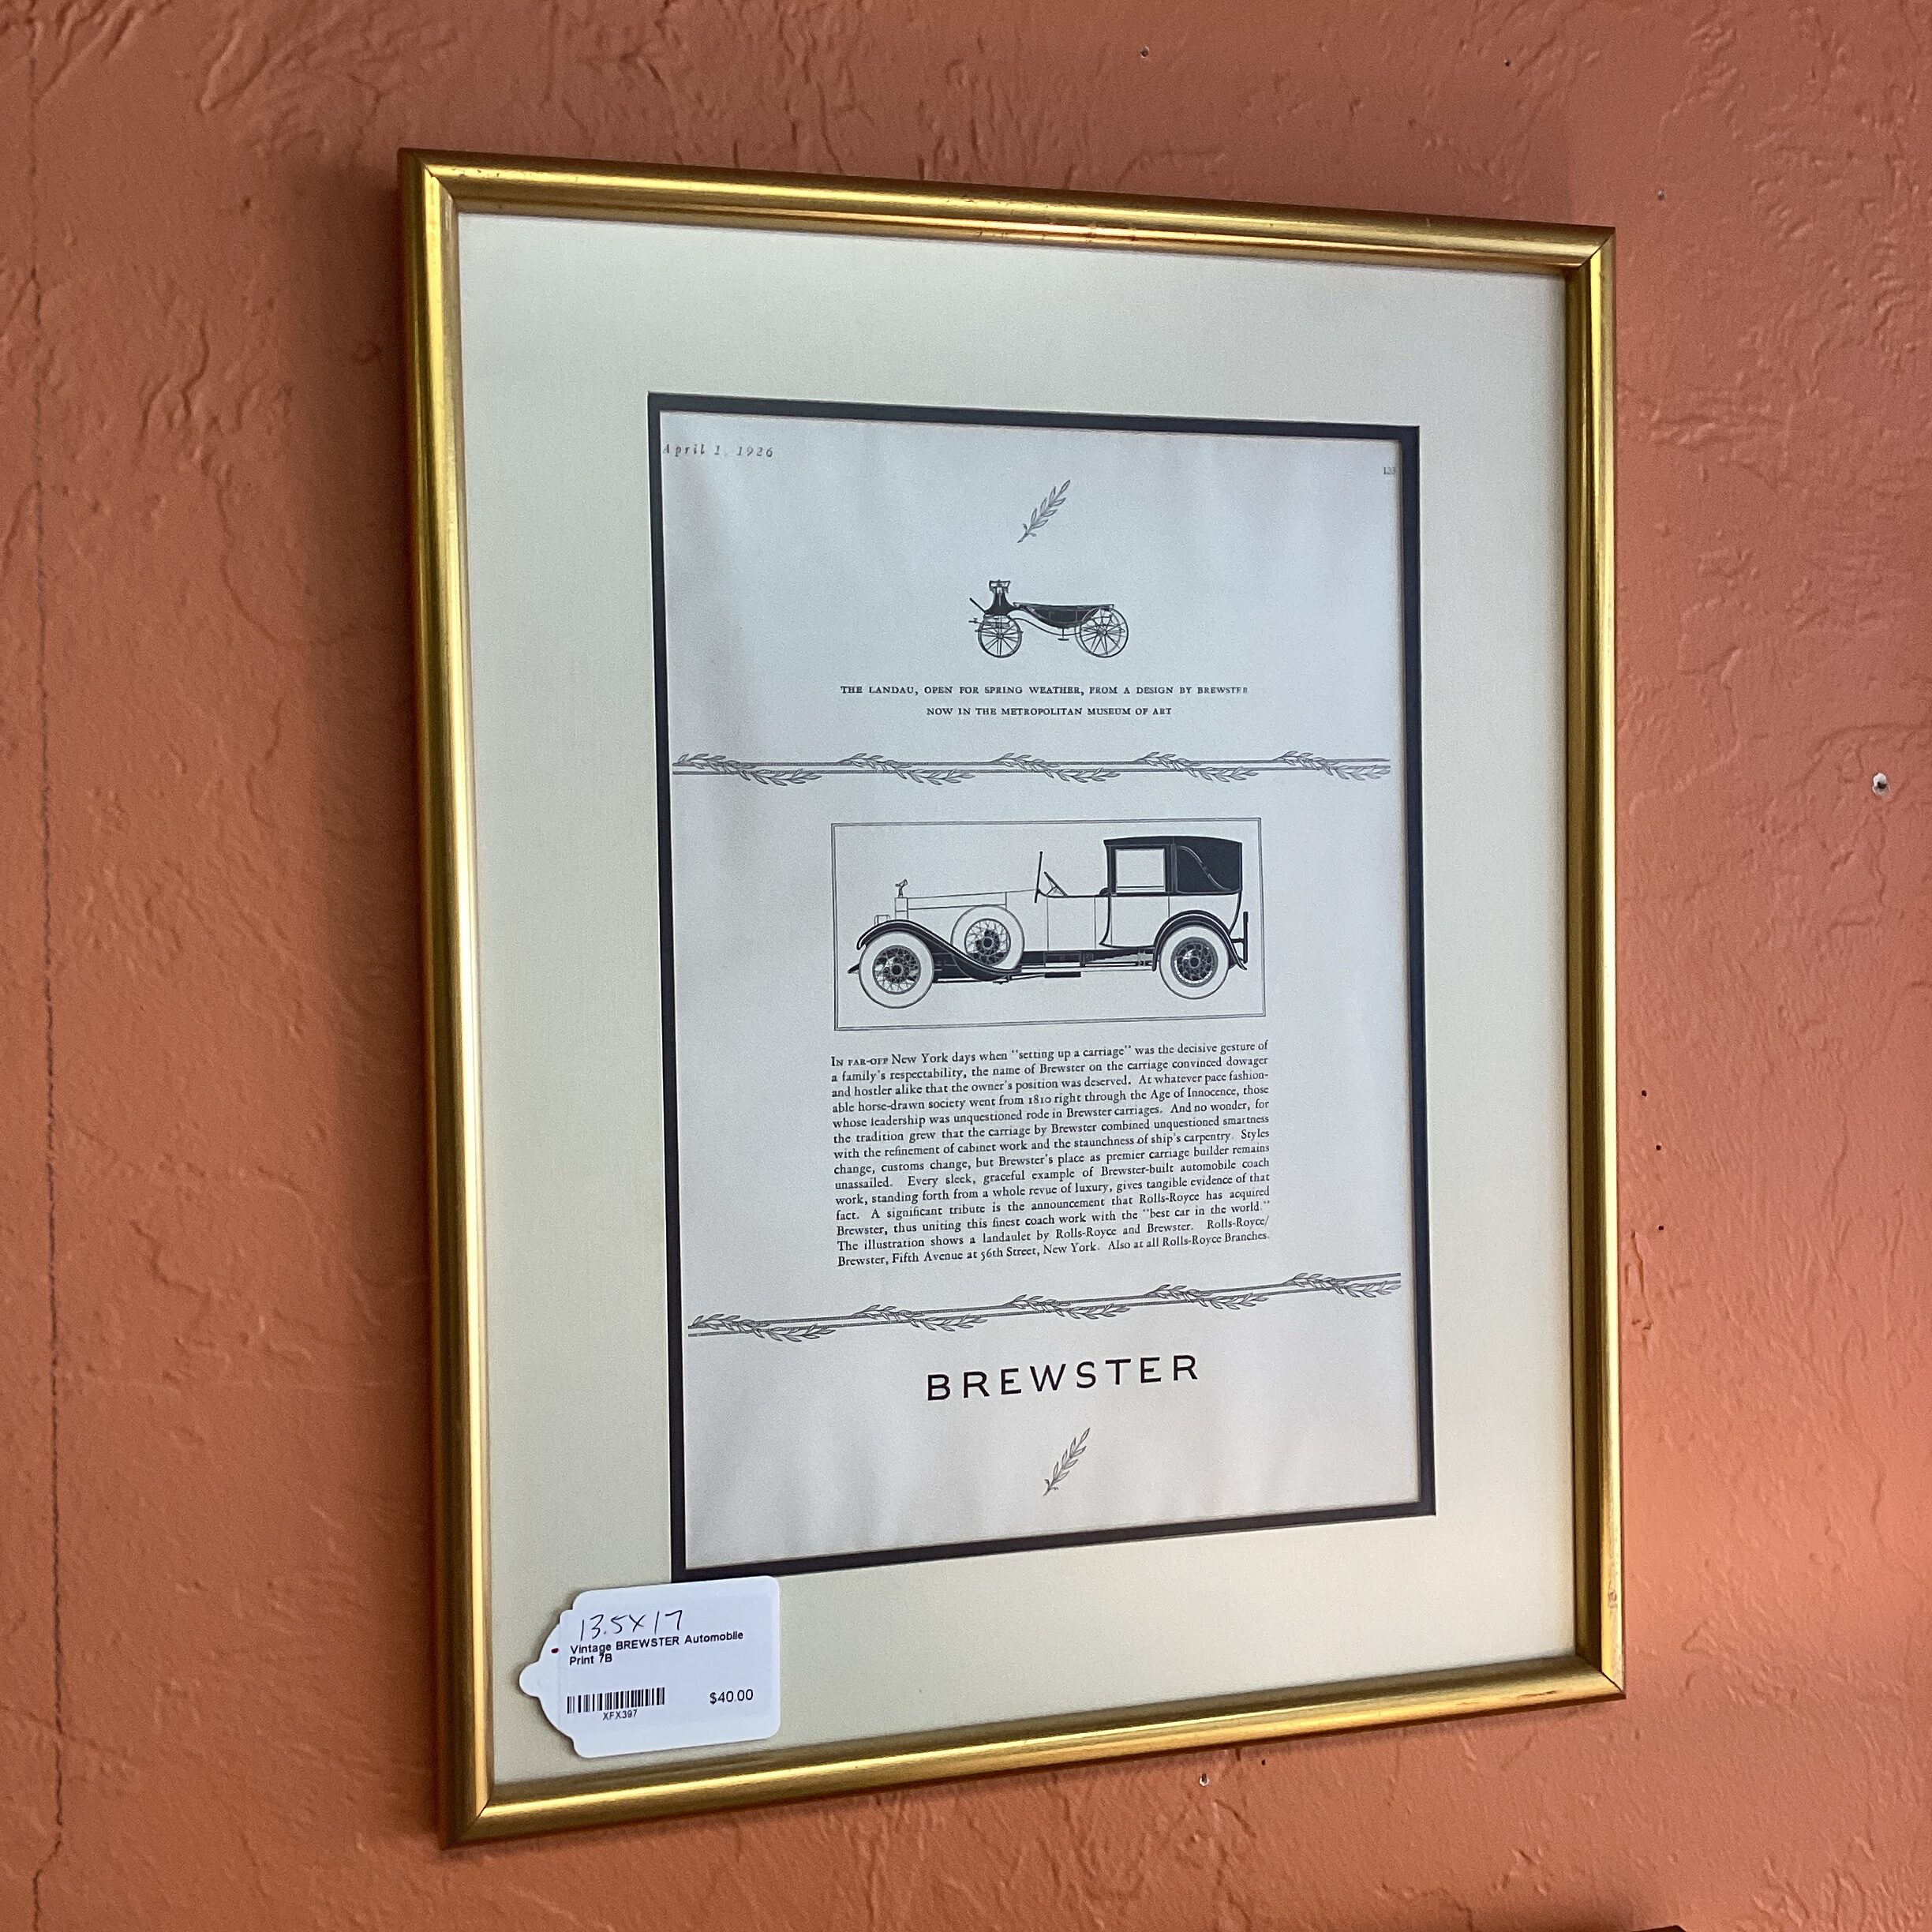 April 1, 1926
THE LANDAU, OPEN FOR SPRING WEATHER, FROM A DESIGN BY BREWSTER
NOW IN THE METROPOLITAN MUSEUM OF ART
IN FAR-OFF New York days when "setting up a carriage" was the decisive gesture of
a family's respectability, the name of Brewster on the carriage convinced dowager
and hostler alike that the owner's position was deserved. At whatever pace fashion-
able horse-drawn society went from 1810 right through the Age of Innocence, those
whose leadership was unquestioned rode in Brewster carriages. And no wonder, for
the tradition grew that the carriage by Brewster combined unquestioned smartness
with the refinement of cabinet work and the staunchness of ship's carpentry. Styles
change, customs change, but Brewster's place as premier carriage builder remains
unassailed. Every sleek, graceful example of Brewster-built automobile coach
work, standing forth from a whole revue of luxury, gives tangible evidence of that
fact. A significant tribute is the announcement that Rolls-Royce has acquired
Brewster, thus uniting this finest coach work with the "best car in the world."
The illustration shows a landaulet by Rolls-Royce and Brewster. Rolls-Royce/
Brewster, Fifth Avenue at 56th Street, New York. Also at all Rolls-Royce Branches.
BREWSTER
13.5X17
Vintage BREWSTER Automobile
Print 7B
$40.00
XFX397